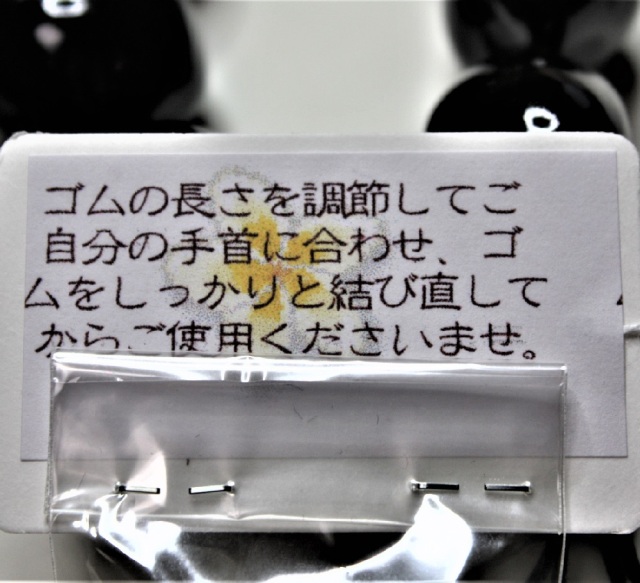 ゴムの長さを調節してご
自分の手首に合わせ、ゴ
ムをしっかりと結び直して
からご使用くださいませ。